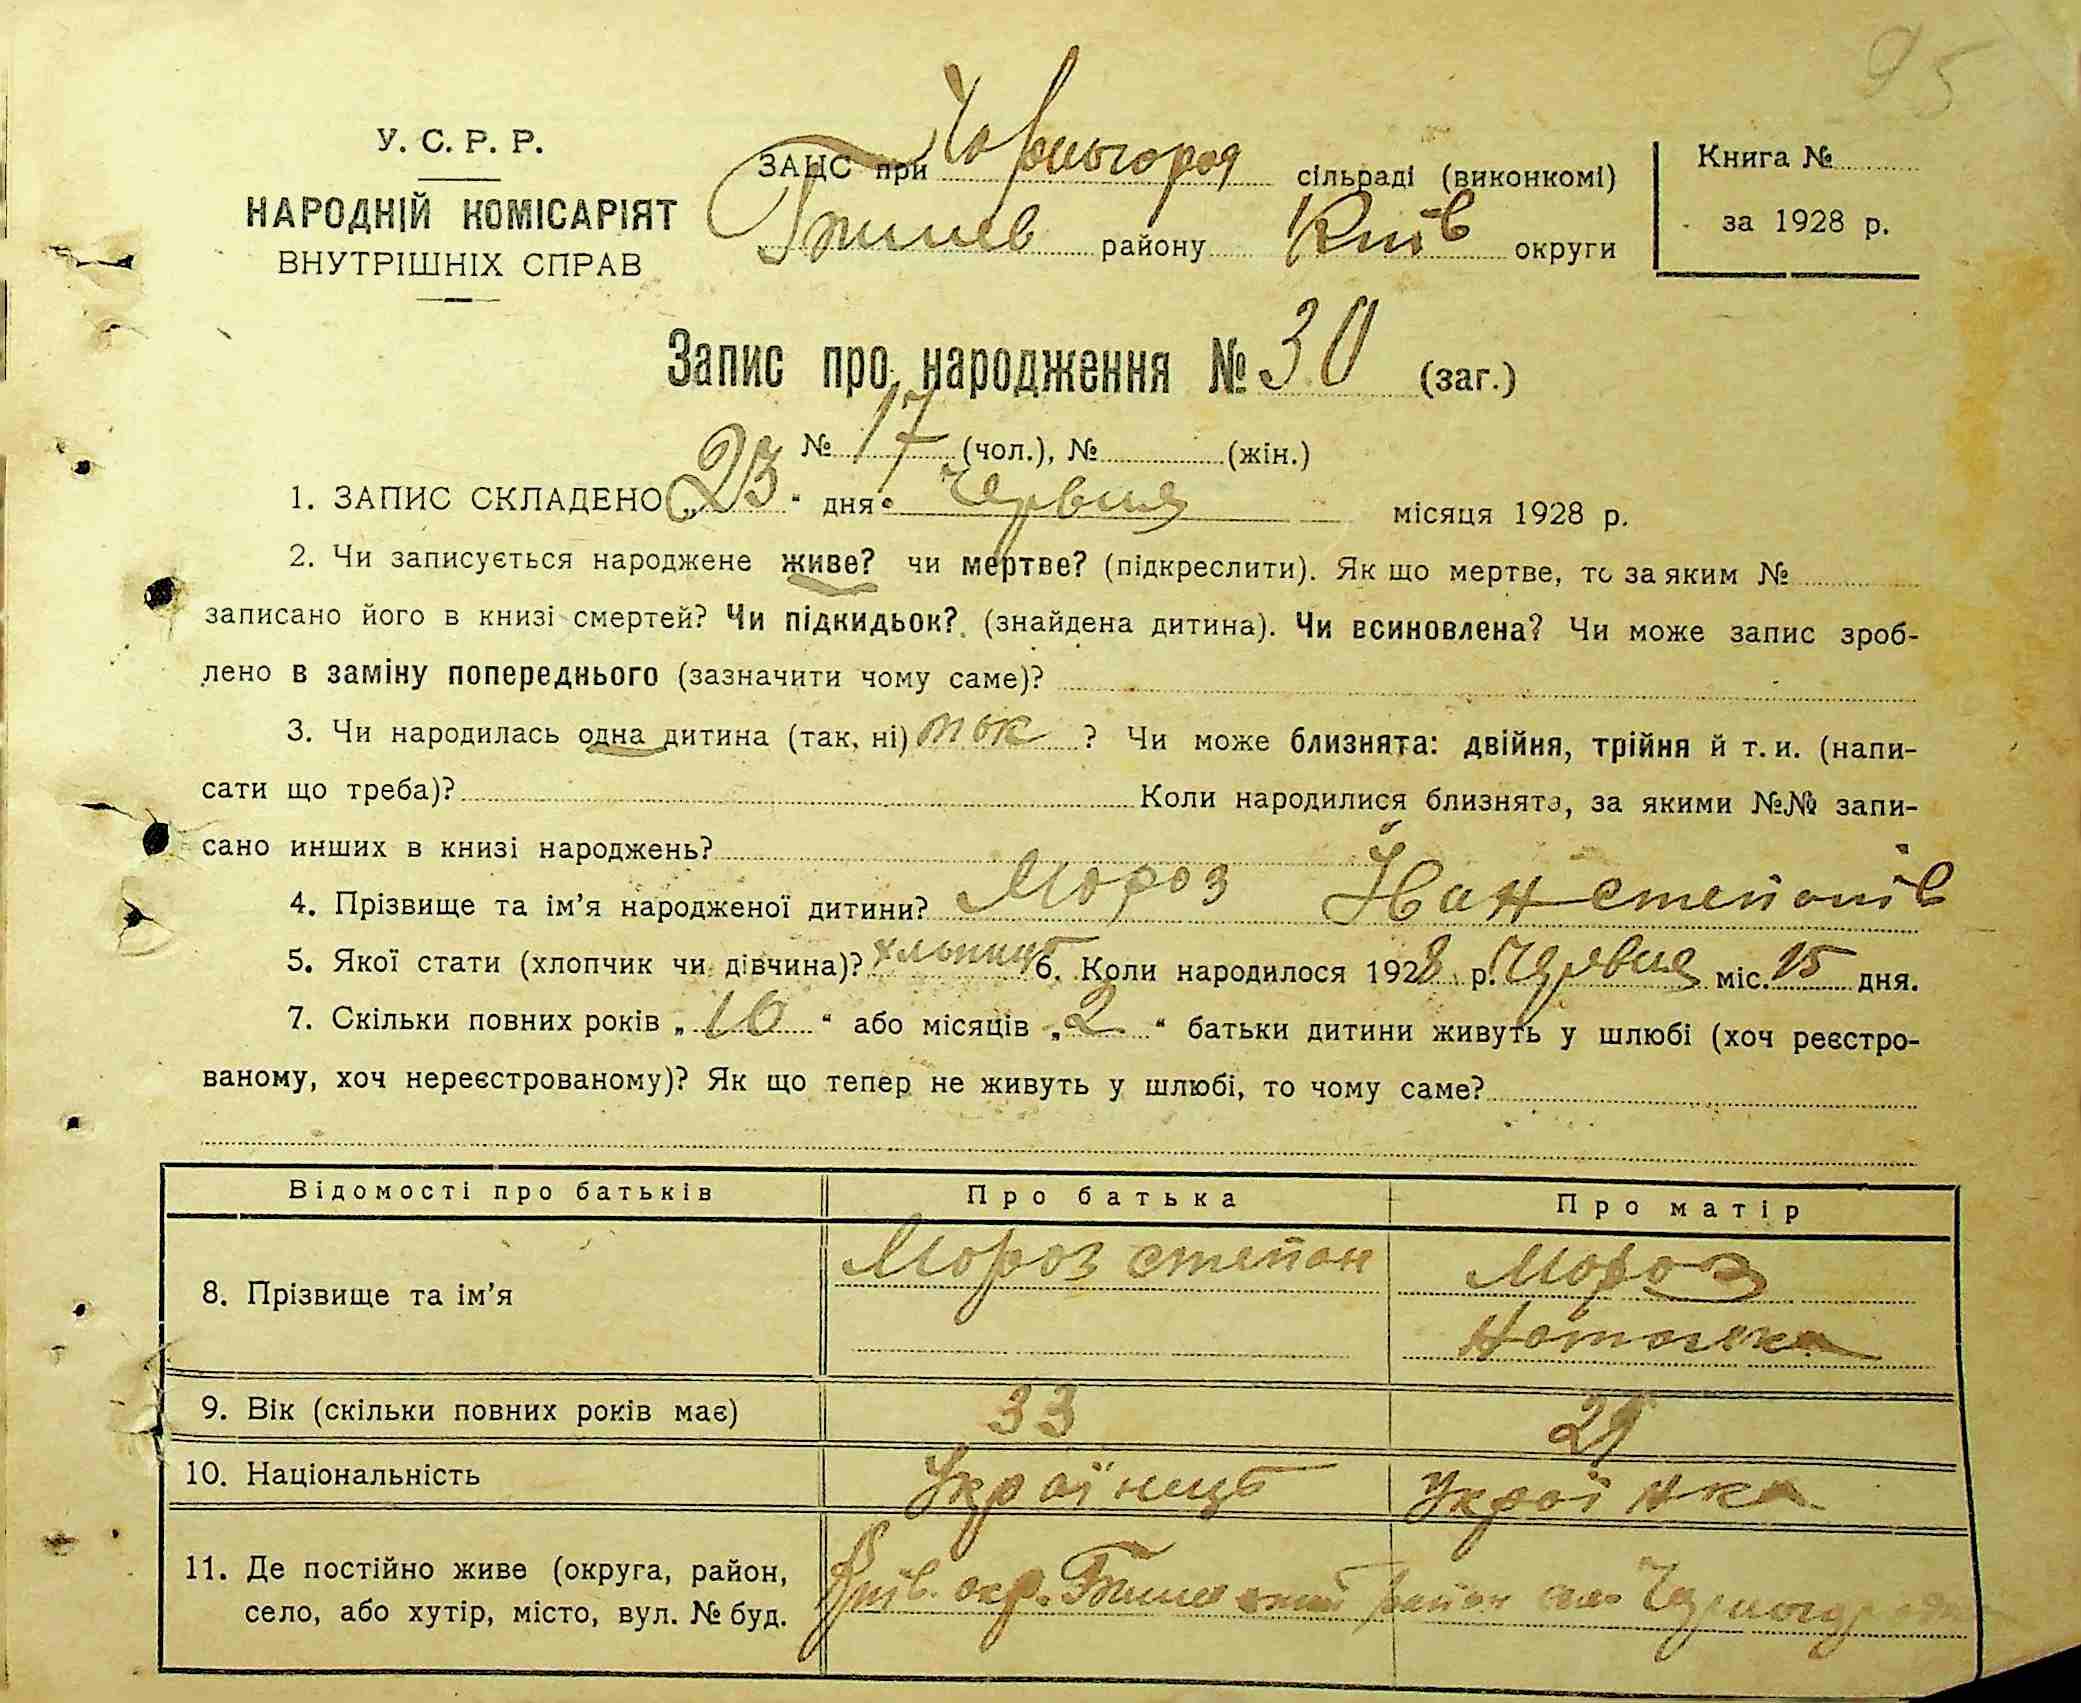 95
У. С. Р. Р.
НАРОДНІЙ КОМІСАРІЯТ
ВНУТРІШНІХ СПРАВ
ЗАЦС при Чорногород сільраді (виконкомі)
району Київ округи
Книга №
за 1928 р.
Запис про народження № 30 (заг.)
№ 17 (чол.), № (жін.)
1. ЗАПИС СКЛАДЕНО „23“ дня Червня місяця 1928 р.
2. Чи записується народжене живе? чи мертве? (підкреслити). Як що мертве, то за яким №
записано його в книзі смертей? Чи підкидьок? (знайдена дитина). Чи всиновлена? Чи може запис зроб-
лено в заміну попереднього (зазначити чому саме)?
3. Чи народилась одна дитина (так, ні) так ? Чи може близнята: двійня, трійня й т. и. (напи-
сати що треба)? Коли народилися близнята, за якими №№ запи-
сано инших в книзі народжень?
4. Прізвище та ім’я народженої дитини? Мороз Йван степанів
5. Якої стати (хлопчик чи дівчина)? 6. Коли народилося 1928 р. Червня міс. 15 дня.
7. Скільки повних років „10“ або місяців „2“ батьки дитини живуть у шлюбі (хоч реєстро-
ваному, хоч нереєстрованому)? Як що тепер не живуть у шлюбі, то чому саме?
Відомості про батьків Про батька Про матір
8. Прізвище та ім’я Мороз степан Мороз
Наталка
9. Вік (скільки повних років має) 33 29
10. Національність Українець Українка
11. Де постійно живе (округа, район,
село, або хутір, місто, вул. № буд.
Київ. окр. район село